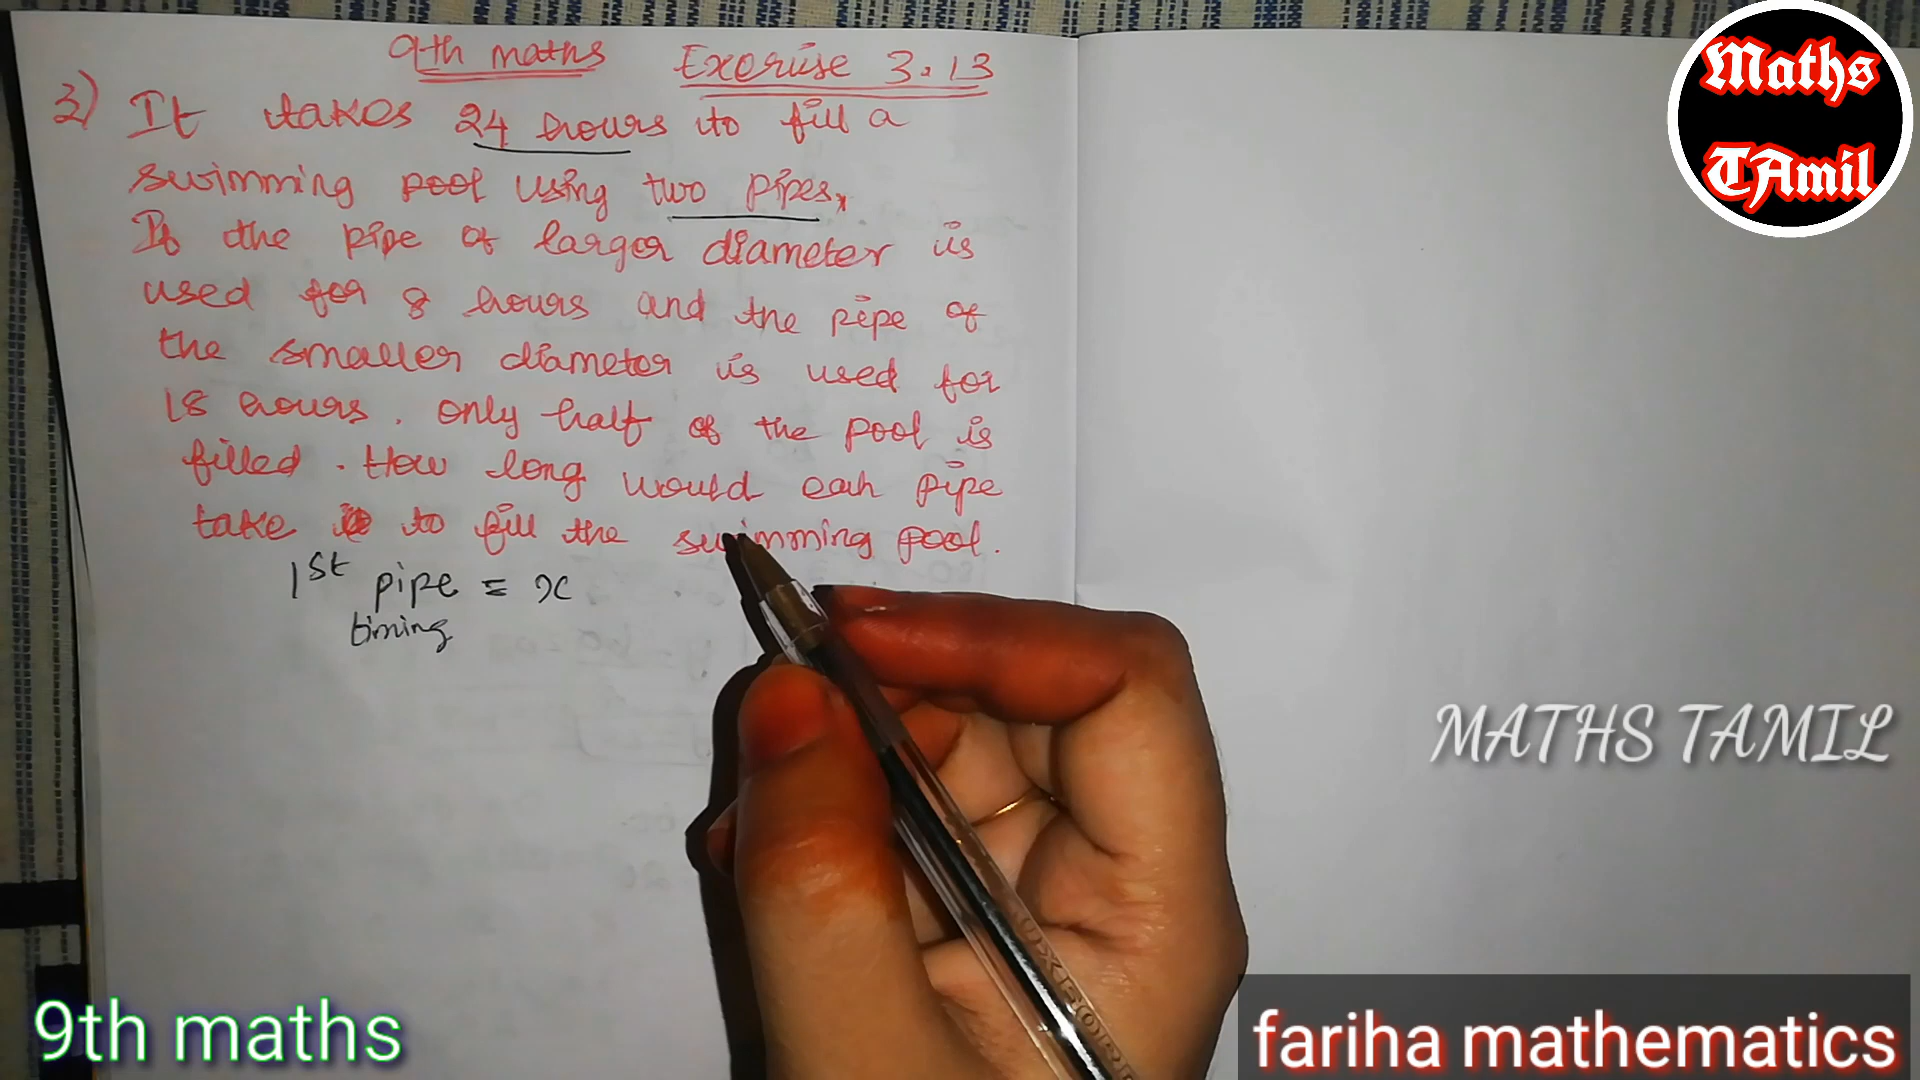 9th maths Exercise 3.13
3) It takes 24 hours to fill a
swimming pool using two pipes.
If the pipe of larger diameter is
used for 8 hours and the pipe of
the smaller diameter is used for
18 hours. Only half of the pool is
filled. How long would each pipe
take to fill the swimming pool.
1st pipe = x
timing
Maths
TAmil
MATHS TAMIL
9th maths
fariha mathematics